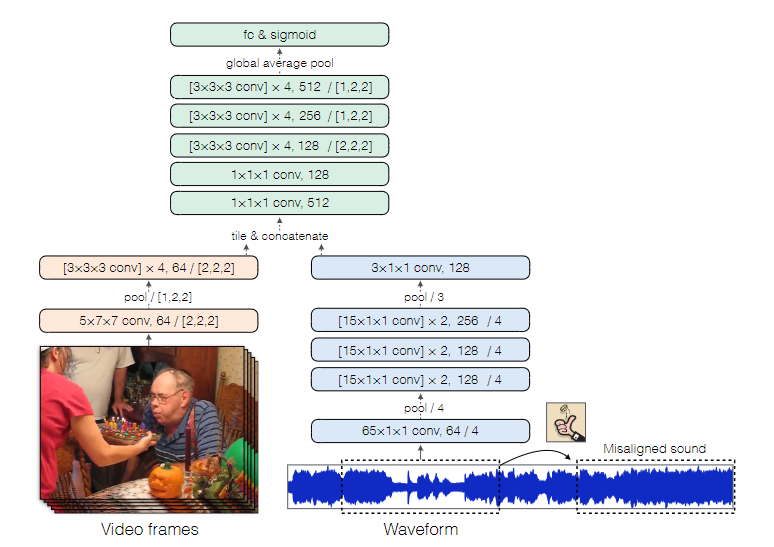 fc & sigmoid
global average pool
[3×3×3 conv] × 4, 512 / [1,2,2]
[3×3×3 conv] × 4, 256 / [1,2,2]
[3×3×3 conv] × 4, 128 / [2,2,2]
1×1×1 conv, 128
1×1×1 conv, 512
tile & concatenate
[3×3×3 conv] × 4, 64 / [2,2,2]
pool / [1,2,2]
5×7×7 conv, 64 / [2,2,2]
Video frames
3×1×1 conv, 128
pool / 3
[15×1×1 conv] × 2, 256 / 4
[15×1×1 conv] × 2, 128 / 4
[15×1×1 conv] × 2, 128 / 4
pool / 4
65×1×1 conv, 64 / 4
Misaligned sound
Waveform